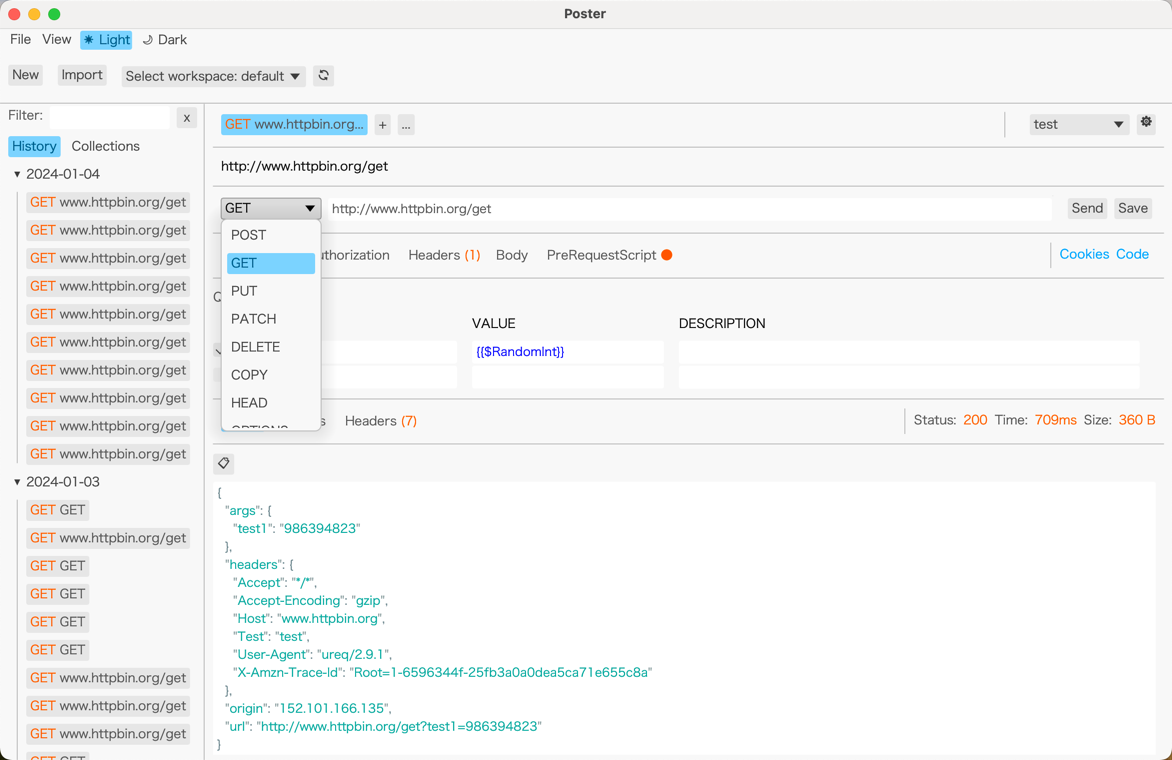 Poster
File View Light Dark
New Import Select workspace: default
Filter: x
GET www.httpbin.org... + ... test
History Collections
http://www.httpbin.org/get
2024-01-04
GET www.httpbin.org/get
GET www.httpbin.org/get
GET www.httpbin.org/get
GET www.httpbin.org/get
GET www.httpbin.org/get
GET www.httpbin.org/get
GET www.httpbin.org/get
GET www.httpbin.org/get
GET www.httpbin.org/get
GET www.httpbin.org/get
2024-01-03
GET GET
GET www.httpbin.org/get
GET GET
GET GET
GET GET
GET GET
GET www.httpbin.org/get
GET www.httpbin.org/get
GET www.httpbin.org/get
GET GET
GET http://www.httpbin.org/get Send Save
POST
GET
PUT
PATCH
DELETE
COPY
HEAD
OPTIONS
uthorization Headers (1) Body PreRequestScript Cookies Code
VALUE DESCRIPTION
{{$RandomInt}}
s Headers (7) Status: 200 Time: 709ms Size: 360 B
{
"args": {
"test1": "986394823"
},
"headers": {
"Accept": "*/*",
"Accept-Encoding": "gzip",
"Host": "www.httpbin.org",
"Test": "test",
"User-Agent": "ureq/2.9.1",
"X-Amzn-Trace-Id": "Root=1-6596344f-25fb3a0a0dea5ca71e655c8a"
},
"origin": "152.101.166.135",
"url": "http://www.httpbin.org/get?test1=986394823"
}